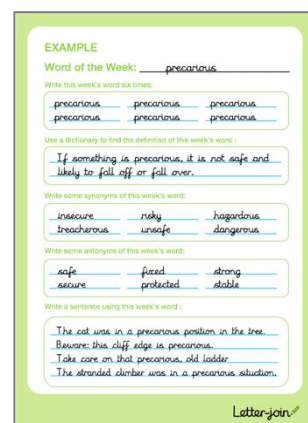 EXAMPLE
Word of the Week: precarious
Write this week's word six times:
precarious precarious precarious
precarious precarious precarious
Use a dictionary to find the definition of this week's word :
If something is precarious, it is not safe and
likely to fall off or fall over.
Write some synonyms of this week's word:
insecure risky hazardous
treacherous unsafe dangerous
Write some antonyms of this week's word:
safe fixed strong
secure protected stable
Write a sentence using this week's word :
The cat was in a precarious position in the tree.
Beware: this cliff edge is precarious.
Take care on that precarious, old ladder
The stranded climber was in a precarious situation.
Letter-join